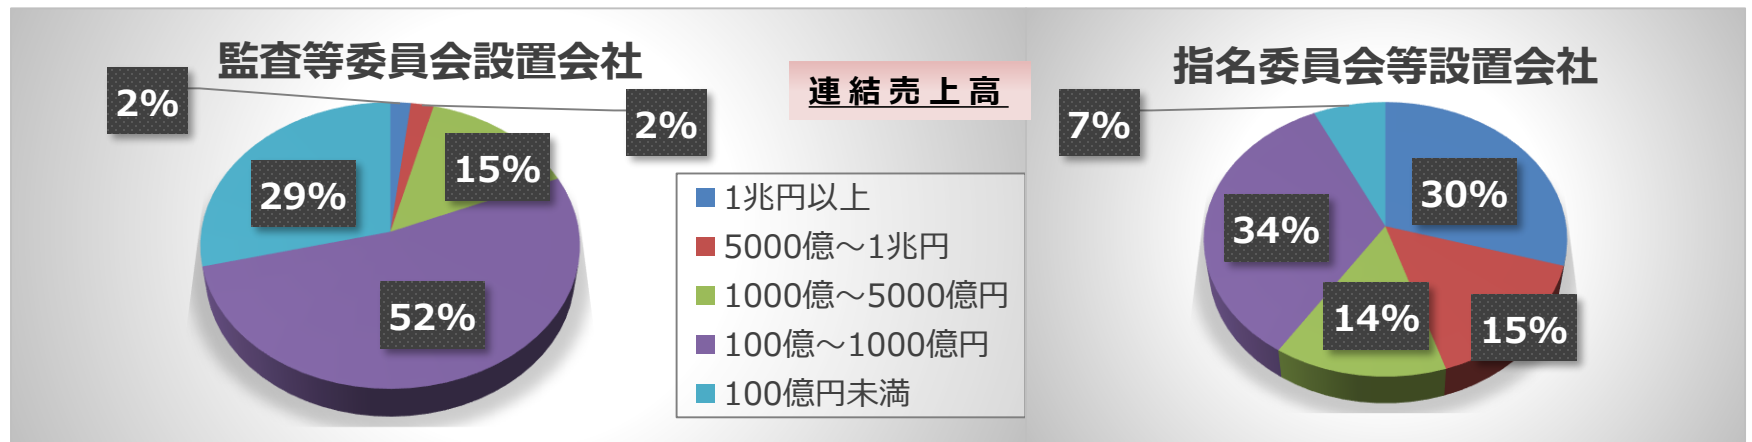 監査等委員会設置会社
2%
2%
15%
29%
52%
連結売上高
1兆円以上
5000億～1兆円
1000億～5000億円
100億～1000億円
100億円未満
指名委員会等設置会社
7%
30%
34%
14%
15%